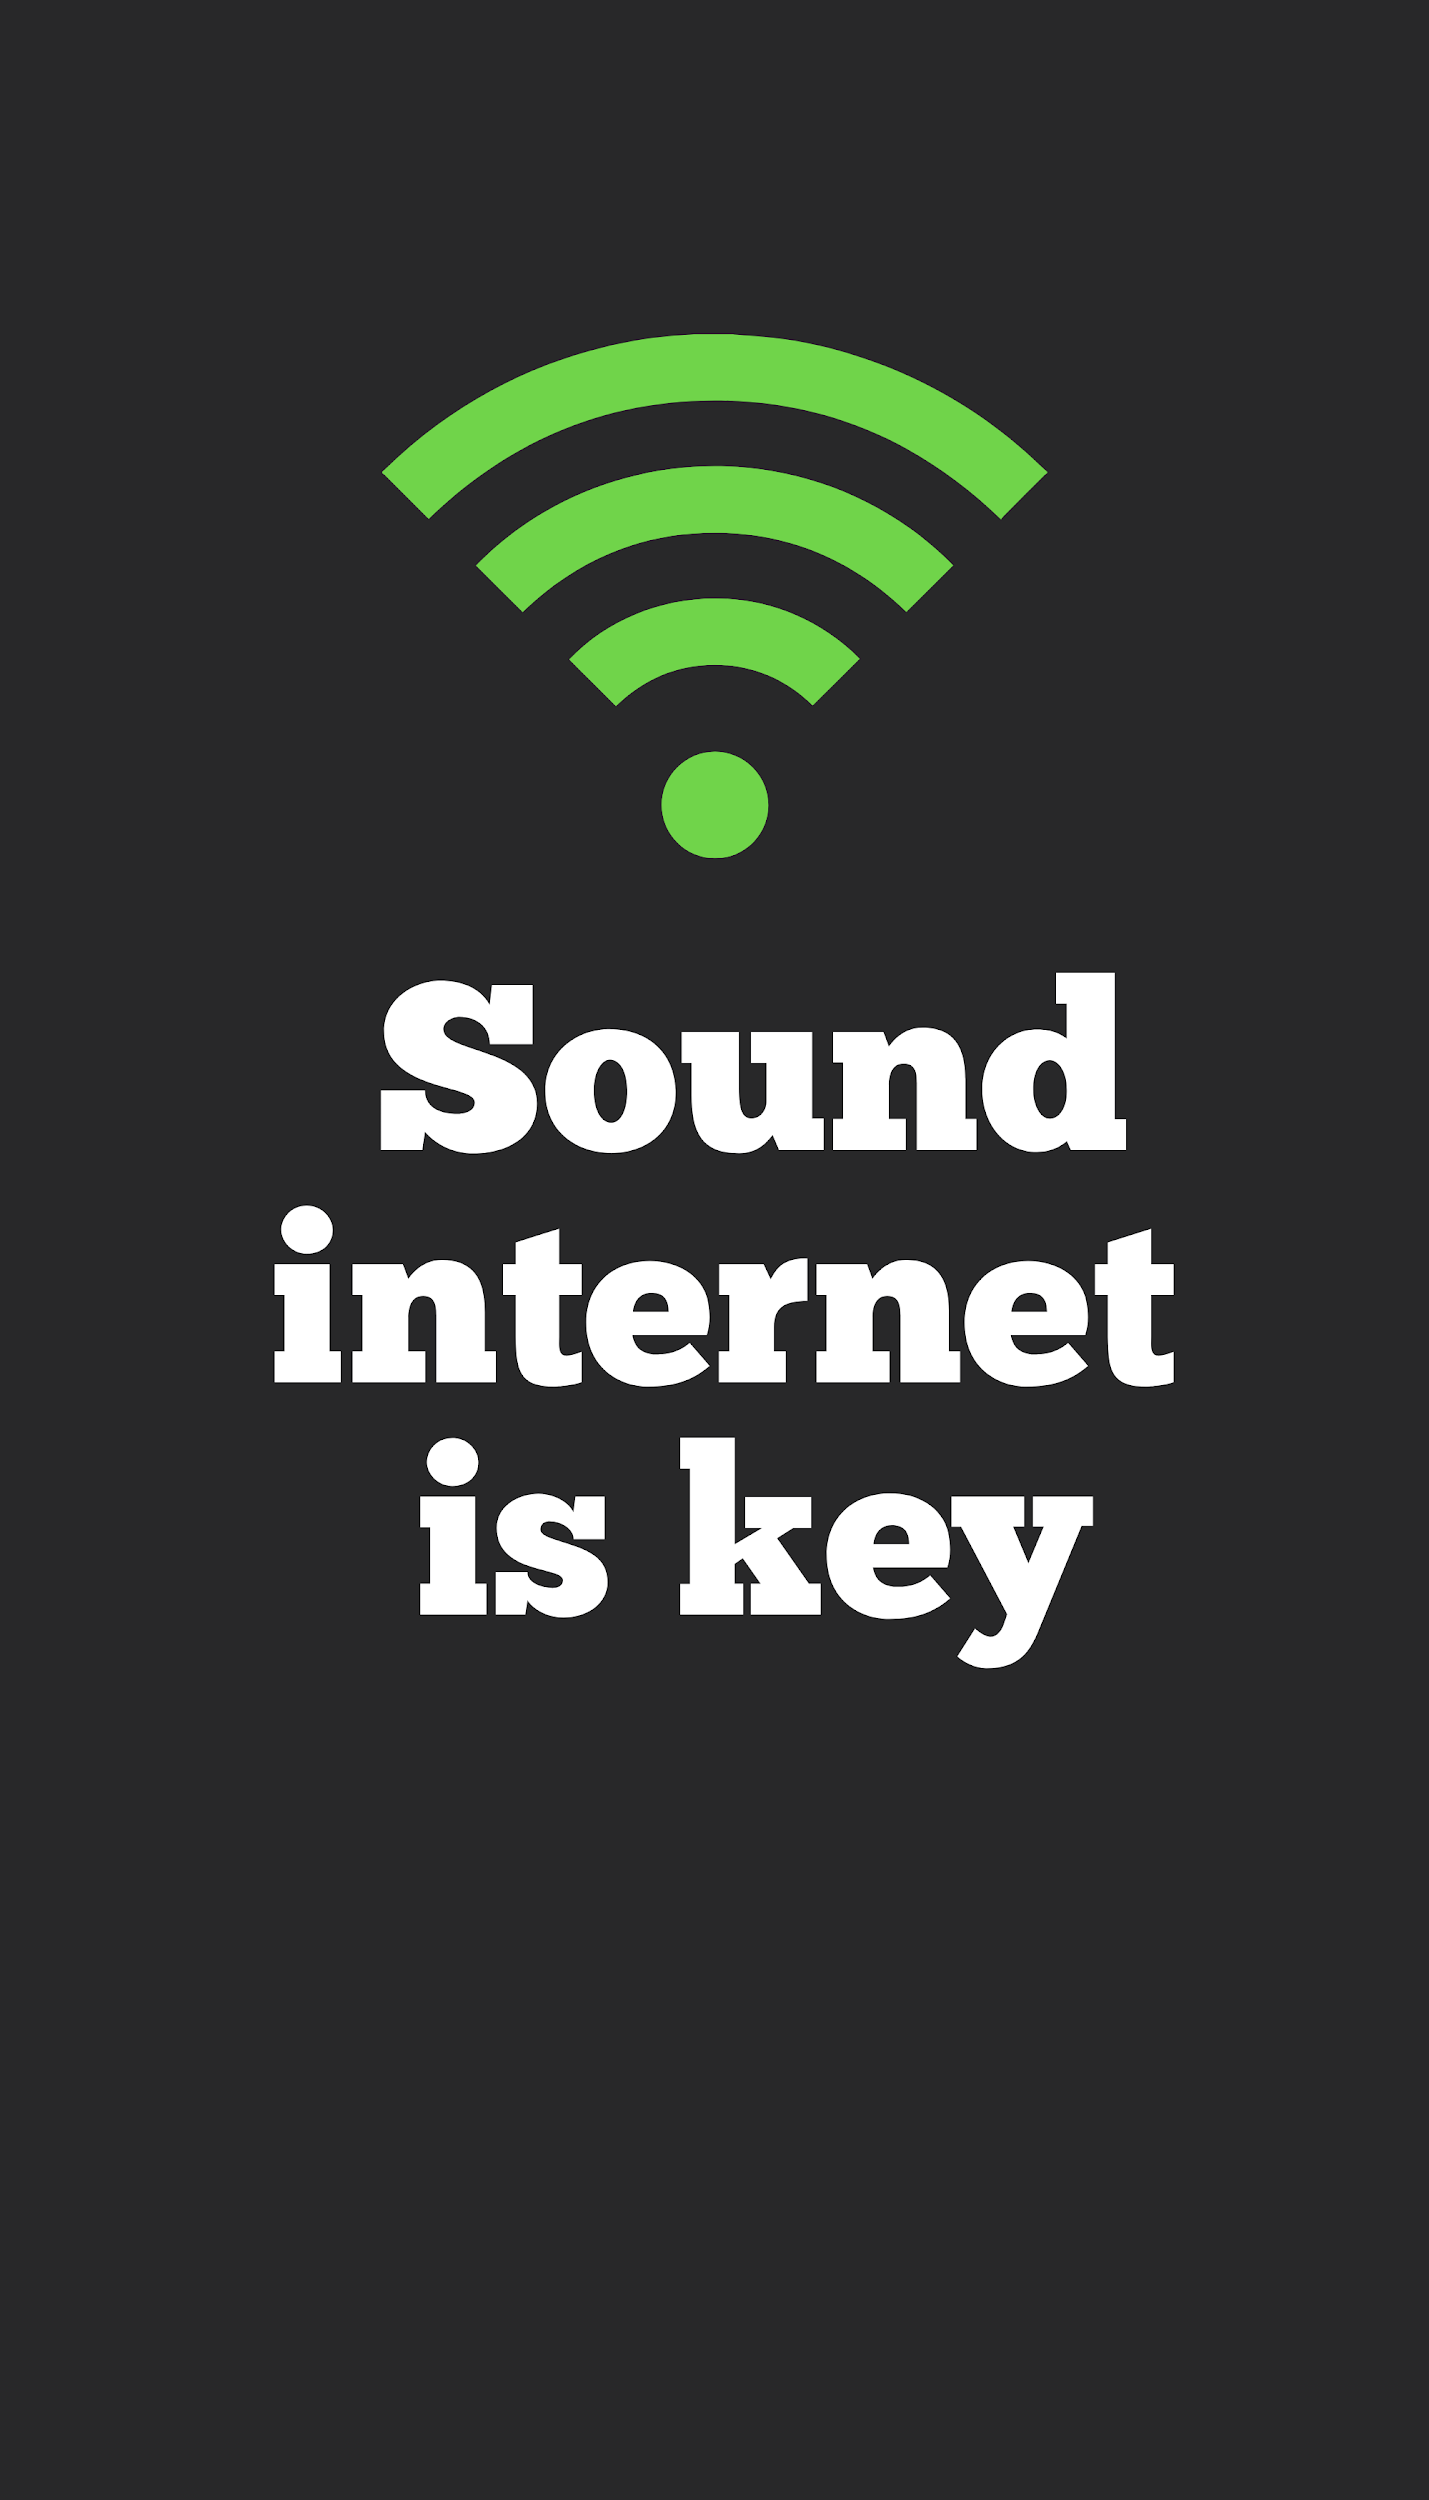 Sound
internet
is key